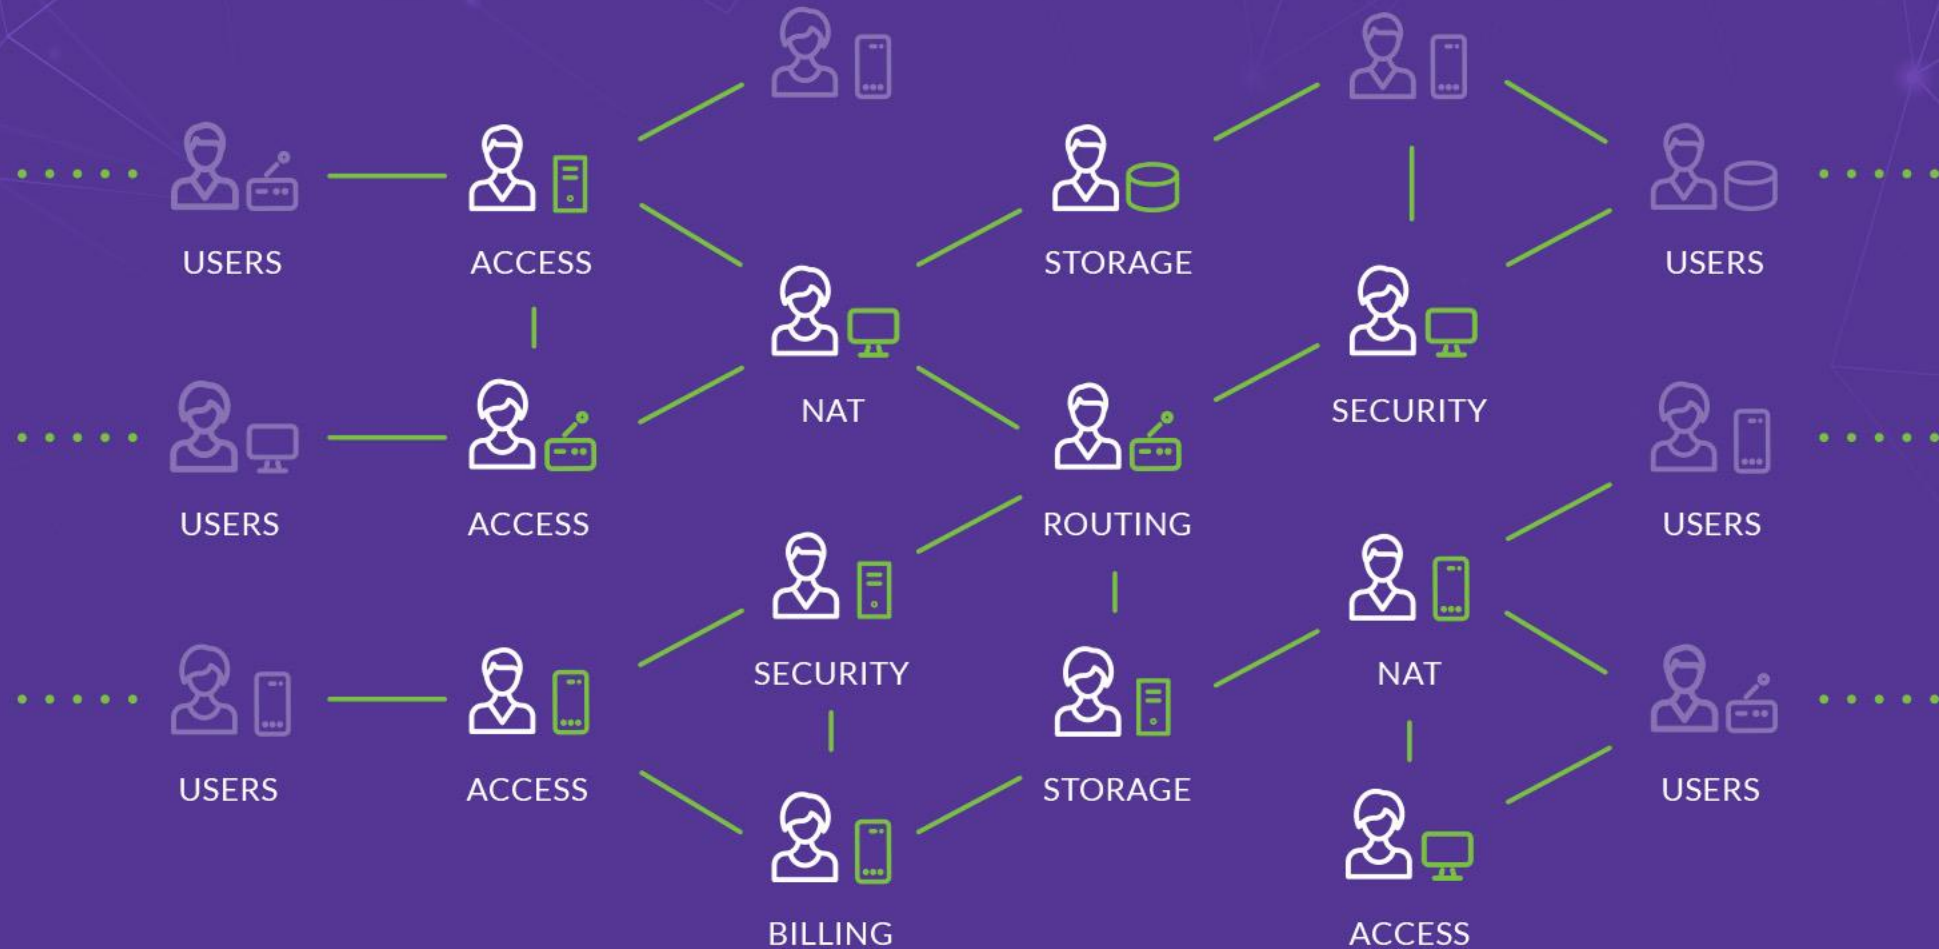 USERS
ACCESS
STORAGE
USERS
NAT
SECURITY
USERS
ACCESS
ROUTING
USERS
SECURITY
NAT
USERS
ACCESS
STORAGE
USERS
BILLING
ACCESS